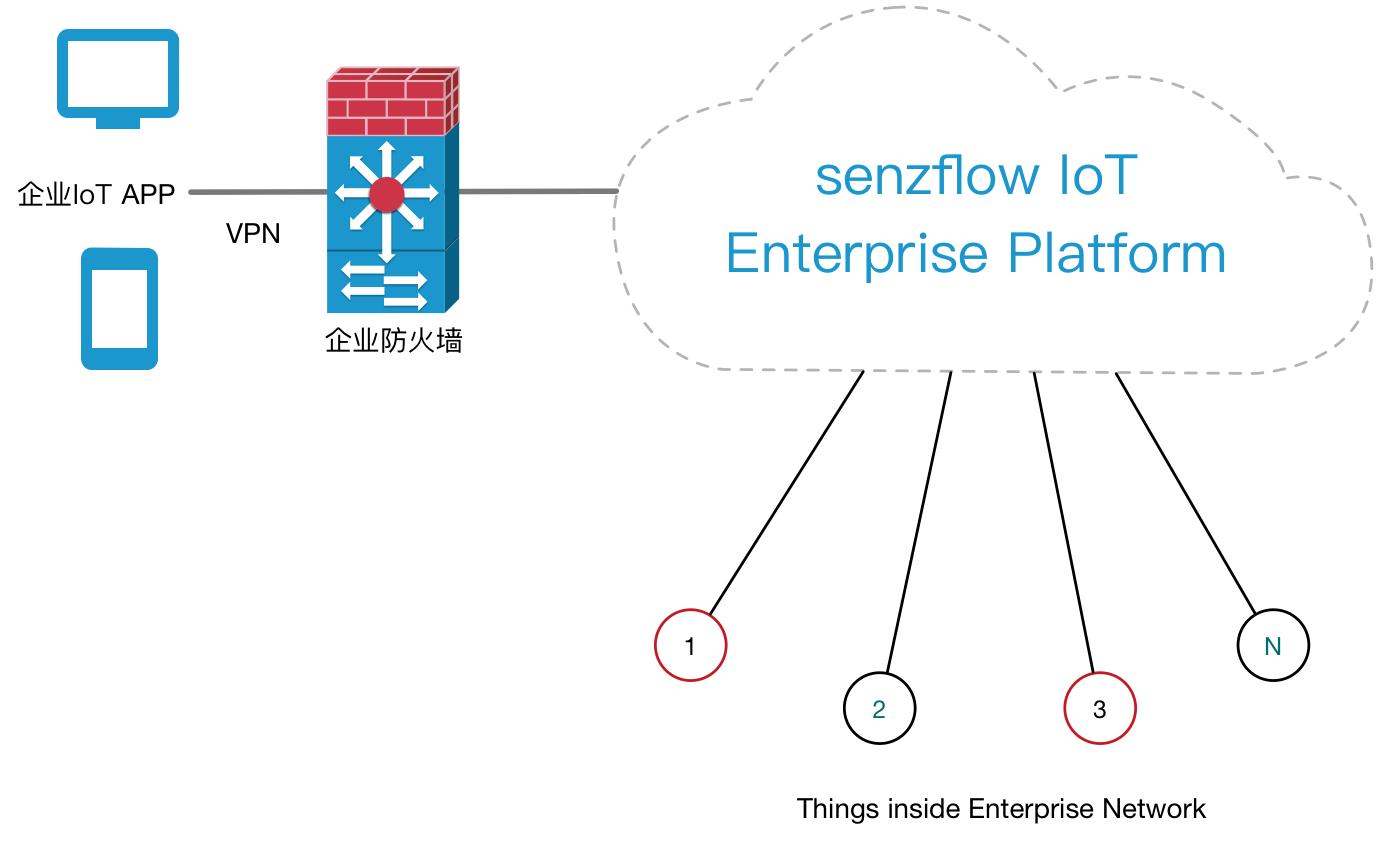 senzflow IoT
Enterprise Platform
企业IoT APP
VPN
企业防火墙
1
2
3
N
Things inside Enterprise Network